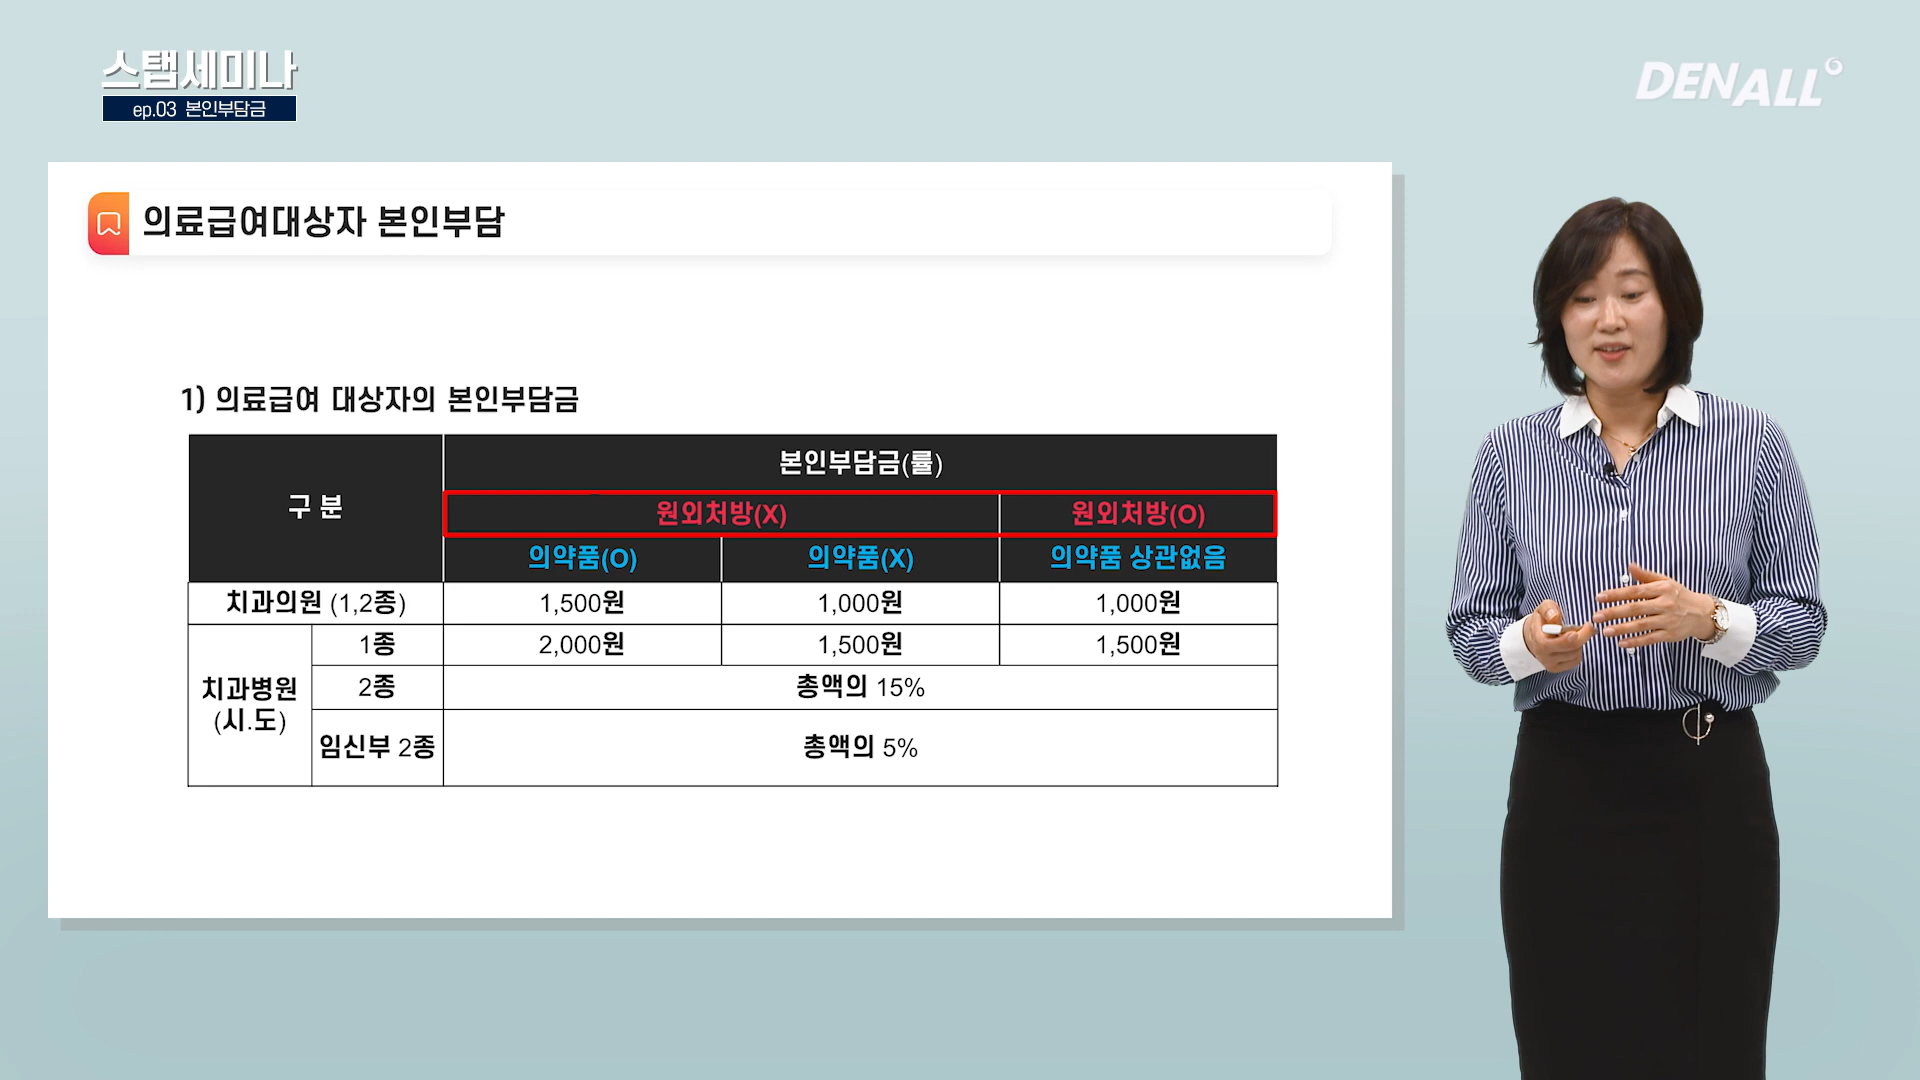 스탭세미나
ep.03 본인부담금
DENALL
의료급여대상자 본인부담
1) 의료급여 대상자의 본인부담금
구 분
본인부담금(률)
원외처방(X) 원외처방(O)
의약품(O) 의약품(X) 의약품 상관없음
치과의원 (1,2종) 1,500원 1,000원 1,000원
치과병원
(시.도)
1종 2,000원 1,500원 1,500원
2종 총액의 15%
임신부 2종 총액의 5%